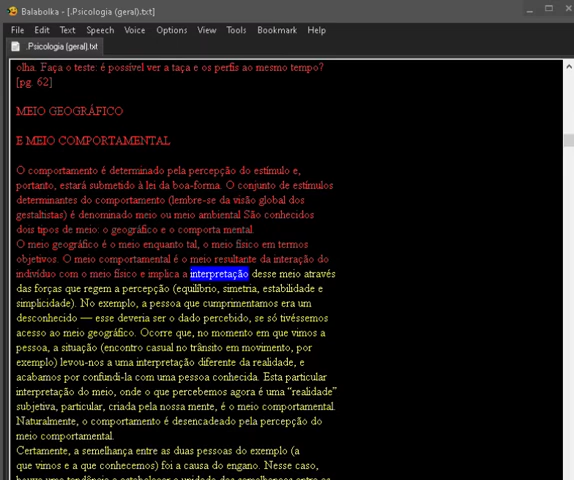 Balabolka - [.Psicologia (geral).txt]
File Edit Text Speech Voice Options View Tools Bookmark Help
.Psicologia (geral).txt
olha. Faça o teste: é possível ver a taça e os perfis ao mesmo tempo?
[pg. 62]
MEIO GEOGRÁFICO
E MEIO COMPORTAMENTAL
O comportamento é determinado pela percepção do estímulo e,
portanto, estará submetido à lei da boa-forma. O conjunto de estímulos
determinantes do comportamento (lembre-se da visão global dos
gestaltistas) é denominado meio ou meio ambiental São conhecidos
dois tipos de meio: o geográfico e o comporta mental.
O meio geográfico é o meio enquanto tal, o meio físico em termos
objetivos. O meio comportamental é o meio resultante da interação do
indivíduo com o meio físico e implica a interpretação desse meio através
das forças que regem a percepção (equilíbrio, simetria, estabilidade e
simplicidade). No exemplo, a pessoa que cumprimentamos era um
desconhecido — esse deveria ser o dado percebido, se só tivéssemos
acesso ao meio geográfico. Ocorre que, no momento em que vimos a
pessoa, a situação (encontro casual no trânsito em movimento, por
exemplo) levou-nos a uma interpretação diferente da realidade, e
acabamos por confundi-la com uma pessoa conhecida. Esta particular
interpretação do meio, onde o que percebemos agora é uma “realidade”
subjetiva, particular, criada pela nossa mente, é o meio comportamental.
Naturalmente, o comportamento é desencadeado pela percepção do
meio comportamental.
Certamente, a semelhança entre as duas pessoas do exemplo (a
que vimos e a que conhecemos) foi a causa do engano. Nesse caso,
houve uma tendência a estabelecer a unidade das semelhanças entre as